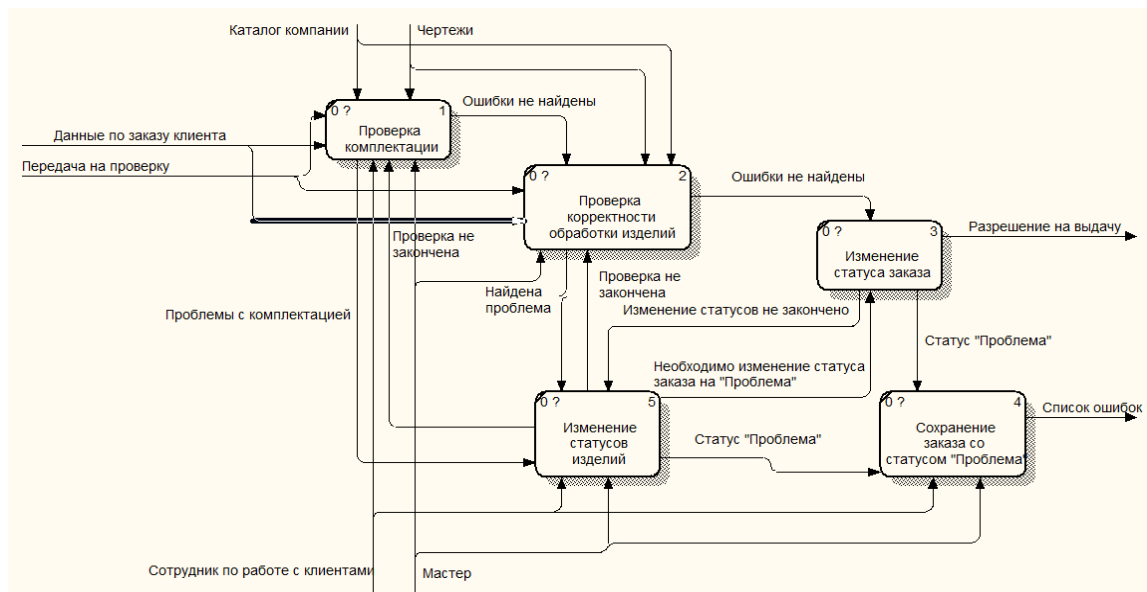 Каталог компании
Чертежи
0 ? 1
Проверка
комплектации
Ошибки не найдены
Данные по заказу клиента
Передача на проверку
0 ? 2
Проверка
корректности
обработки изделий
Ошибки не найдены
0 ? 3
Изменение
статуса заказа
Разрешение на выдачу
Проверка не
закончена
Найдена
проблема
Проверка не
закончена
Проблемы с комплектацией
Изменение статусов не закончено
Статус "Проблема"
Необходимо изменение статуса
заказа на "Проблема"
0 ? 5
Изменение
статусов
изделий
Статус "Проблема"
0 ? 4
Сохранение
заказа со
статусом "Проблема"
Список ошибок
Сотрудник по работе с клиентами
Мастер